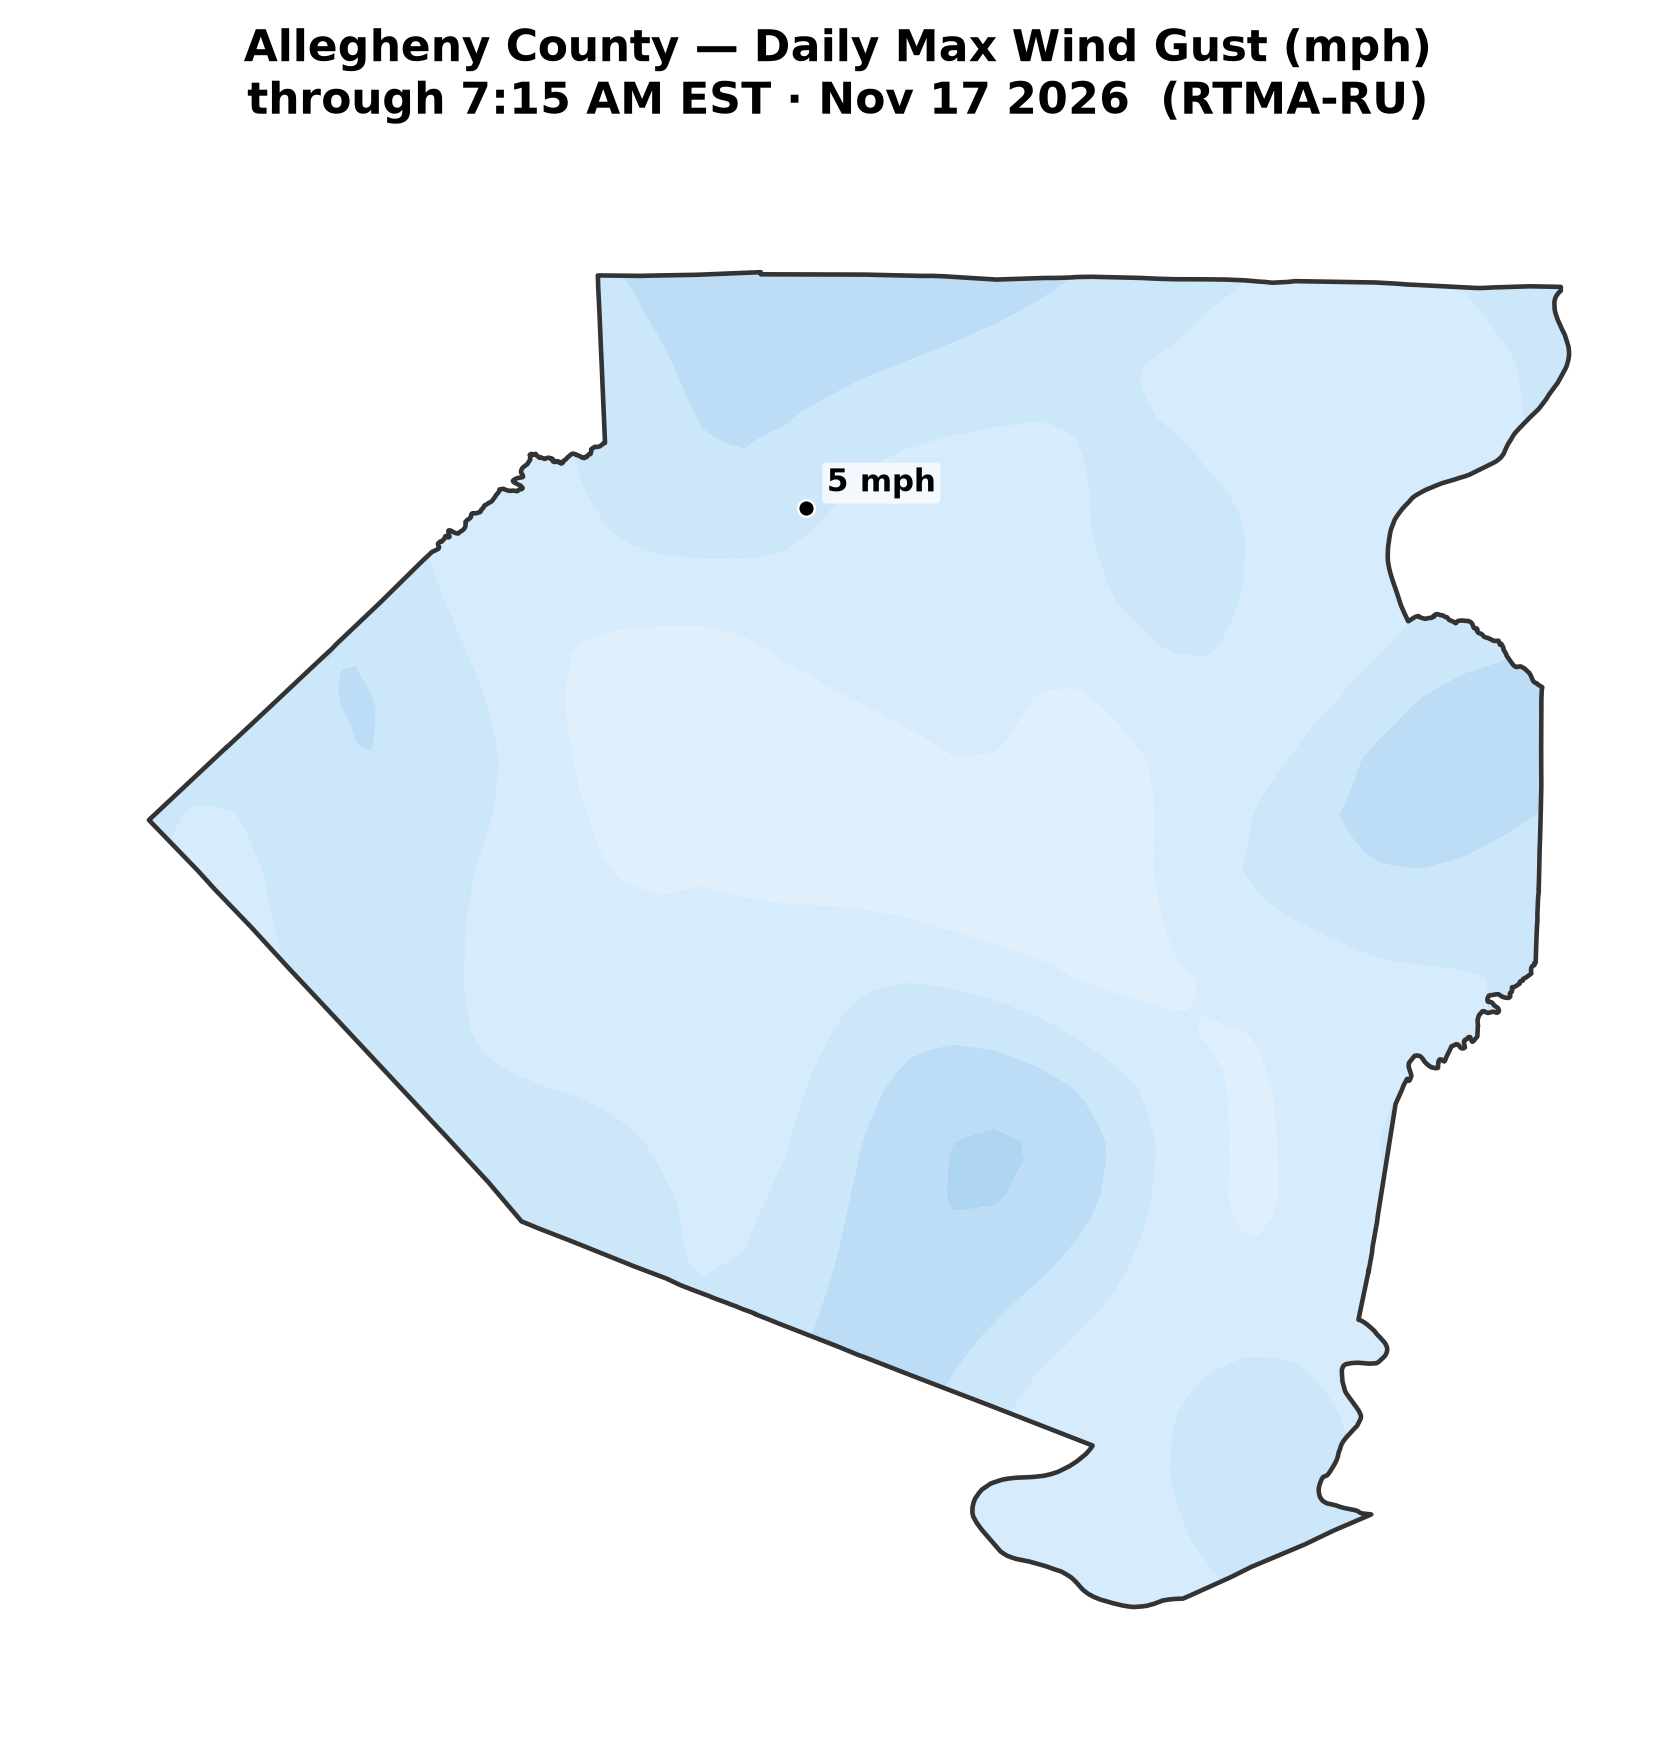 Allegheny County — Daily Max Wind Gust (mph)
through 7:15 AM EST · Nov 17 2026  (RTMA-RU)
5 mph